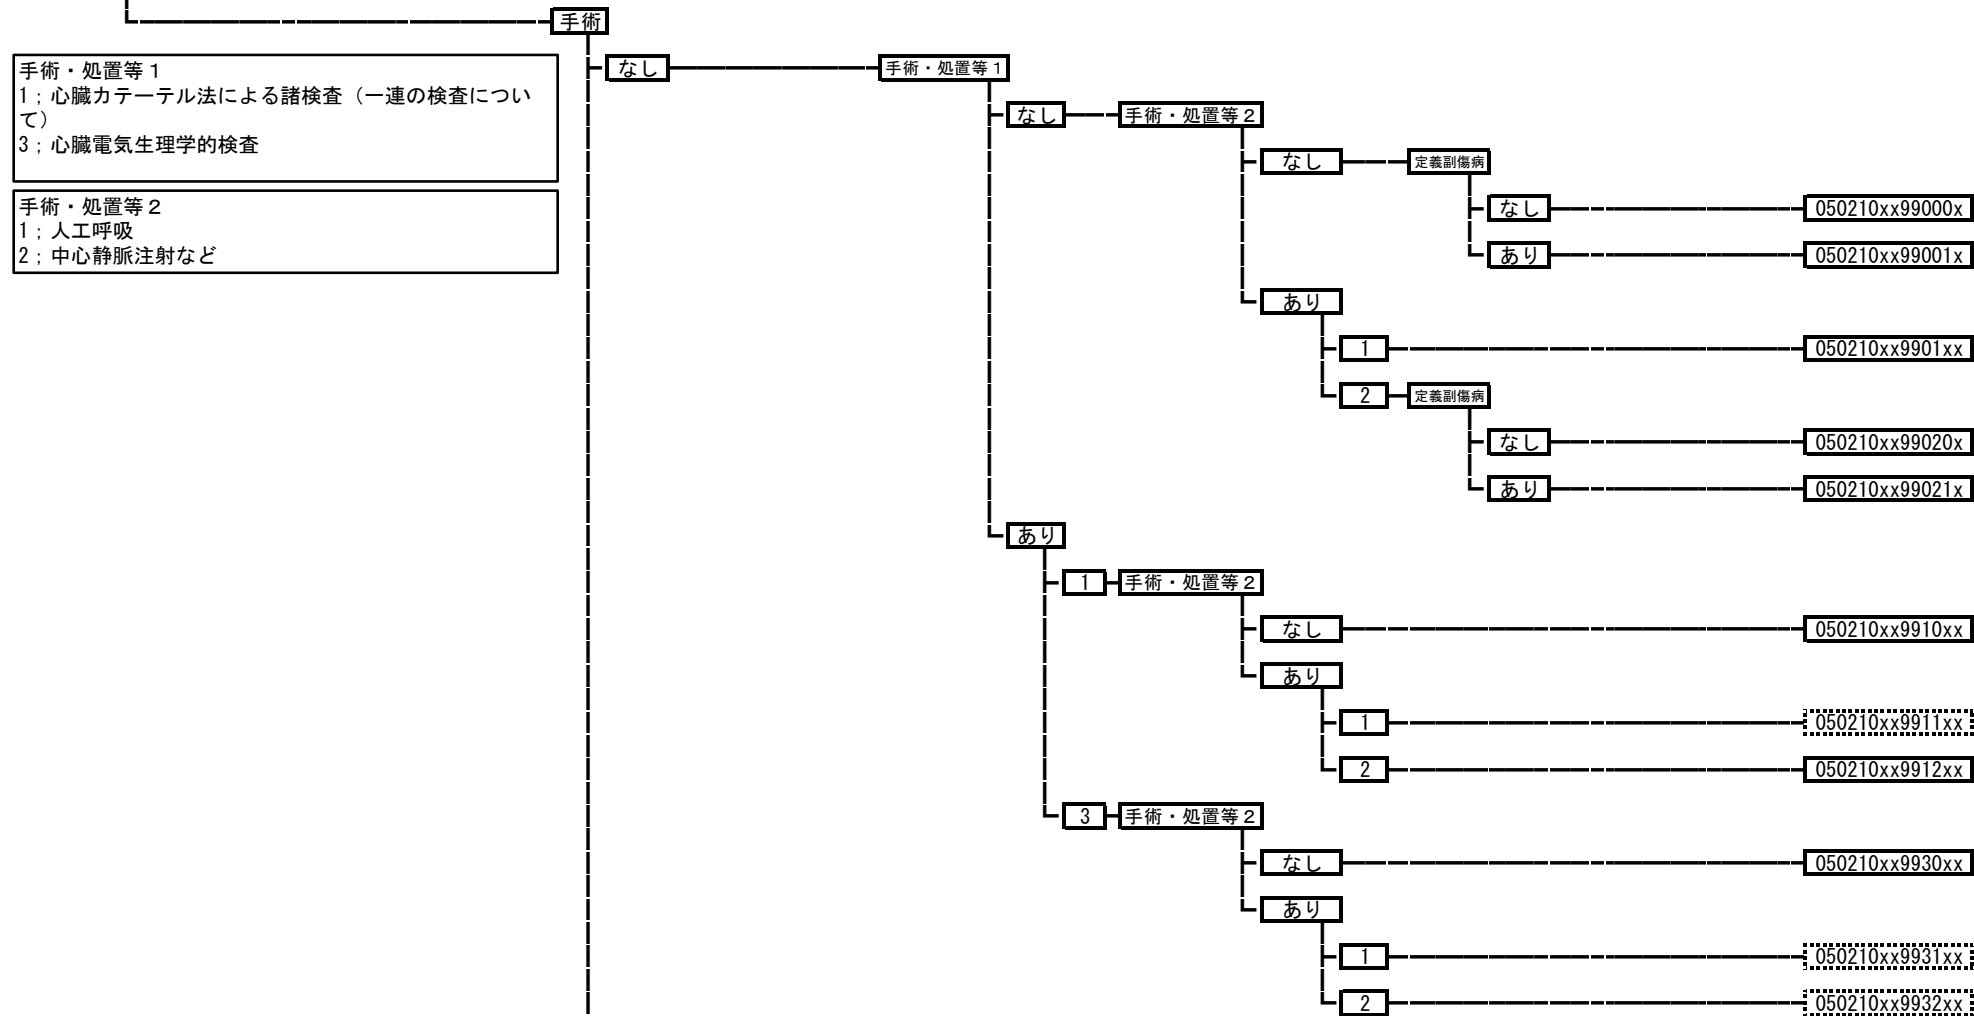 手術
なし
手術・処置等1
手術・処置等1
1；心臓カテーテル法による諸検査（一連の検査につい
て）
3；心臓電気生理学的検査
手術・処置等2
1；人工呼吸
2；中心静脈注射など
なし
手術・処置等2
なし
定義副傷病
なし
050210xx99000x
あり
050210xx99001x
あり
1
050210xx9901xx
2
定義副傷病
なし
050210xx99020x
あり
050210xx99021x
あり
1
手術・処置等2
なし
050210xx9910xx
あり
1
050210xx9911xx
2
050210xx9912xx
3
手術・処置等2
なし
050210xx9930xx
あり
1
050210xx9931xx
2
050210xx9932xx